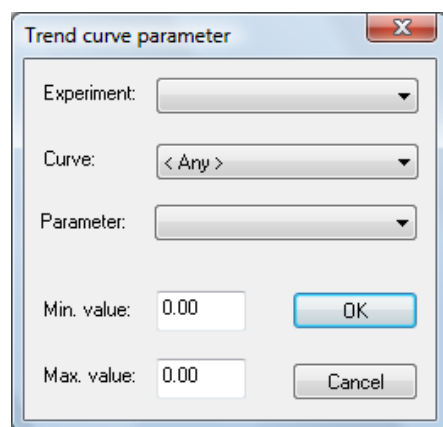 Trend curve parameter
Experiment:
Curve: < Any >
Parameter:
Min. value: 0.00 OK
Max. value: 0.00 Cancel